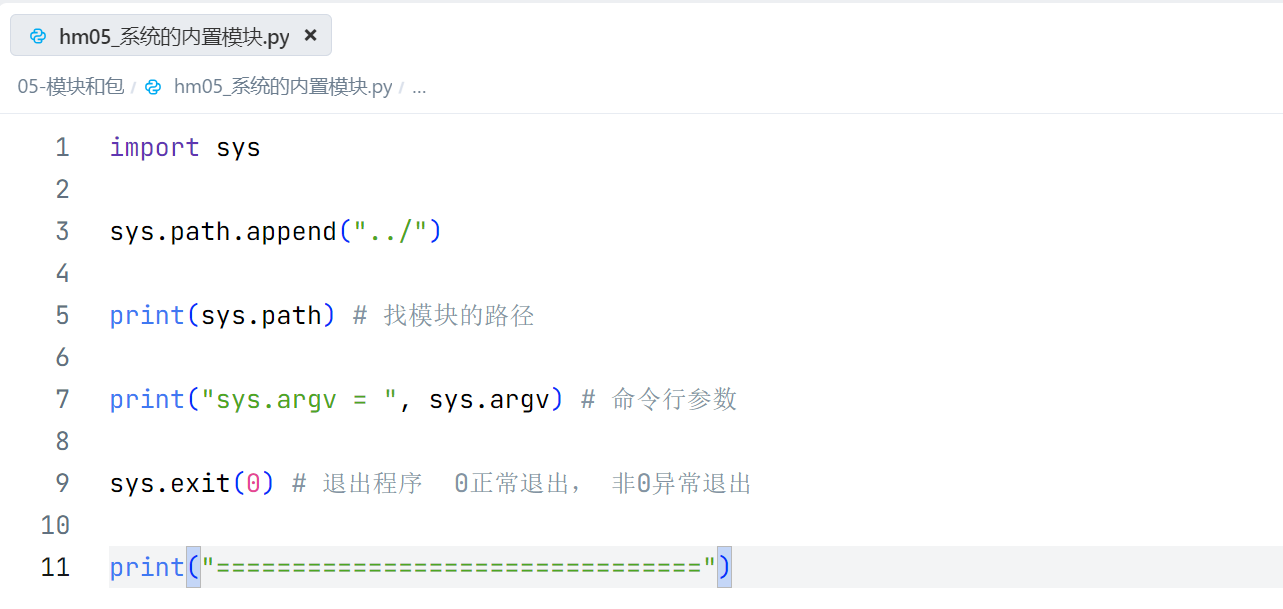 hm05_系统的内置模块.py ×
05-模块和包 / hm05_系统的内置模块.py / ...
1 import sys
2
3 sys.path.append("../")
4
5 print(sys.path) # 找模块的路径
6
7 print("sys.argv = ", sys.argv) # 命令行参数
8
9 sys.exit(0) # 退出程序  0正常退出， 非0异常退出
10
11 print("================================")